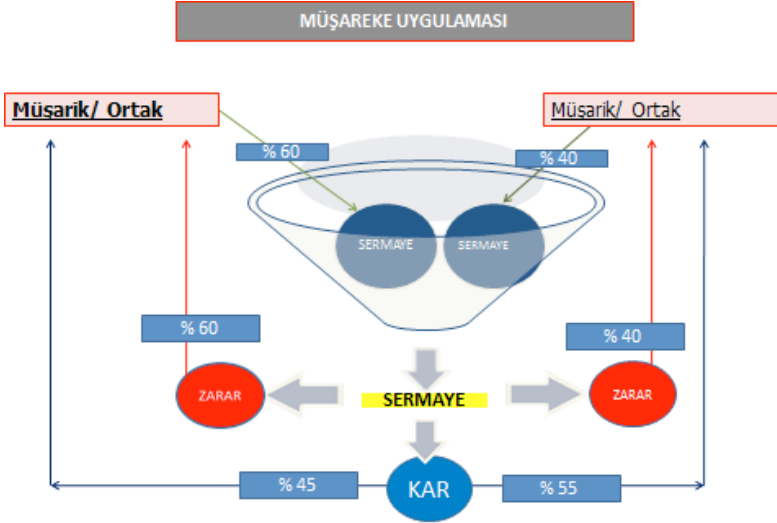 MÜŞAREKE UYGULAMASI
Müşarik/ Ortak
Müşarik/ Ortak
% 60
% 40
SERMAYE
SERMAYE
% 60
% 40
ZARAR
SERMAYE
ZARAR
% 45
KAR
% 55